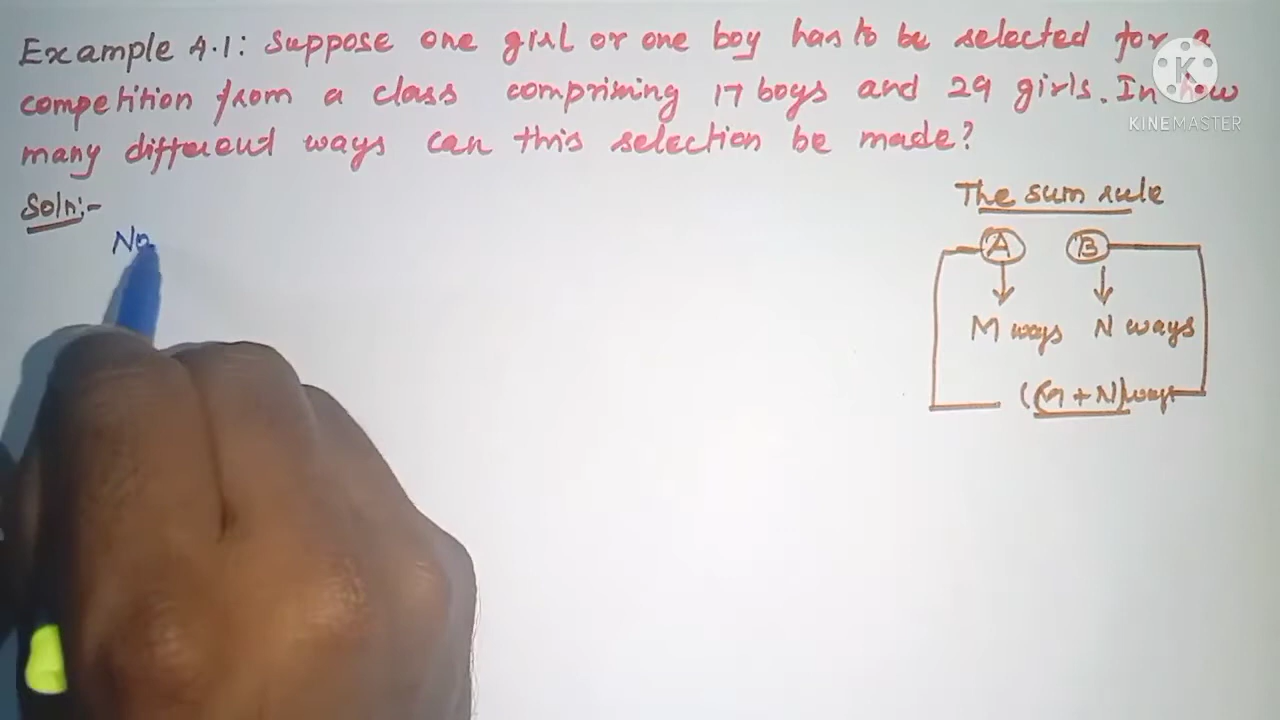 Example 4.1: Suppose one girl or one boy has to be selected for a
competition from a class comprising 17 boys and 29 girls. In how
many different ways can this selection be made?
Soln:-
No
The sum rule
A B
M ways N ways
(M + N) ways
K
KINEMASTER